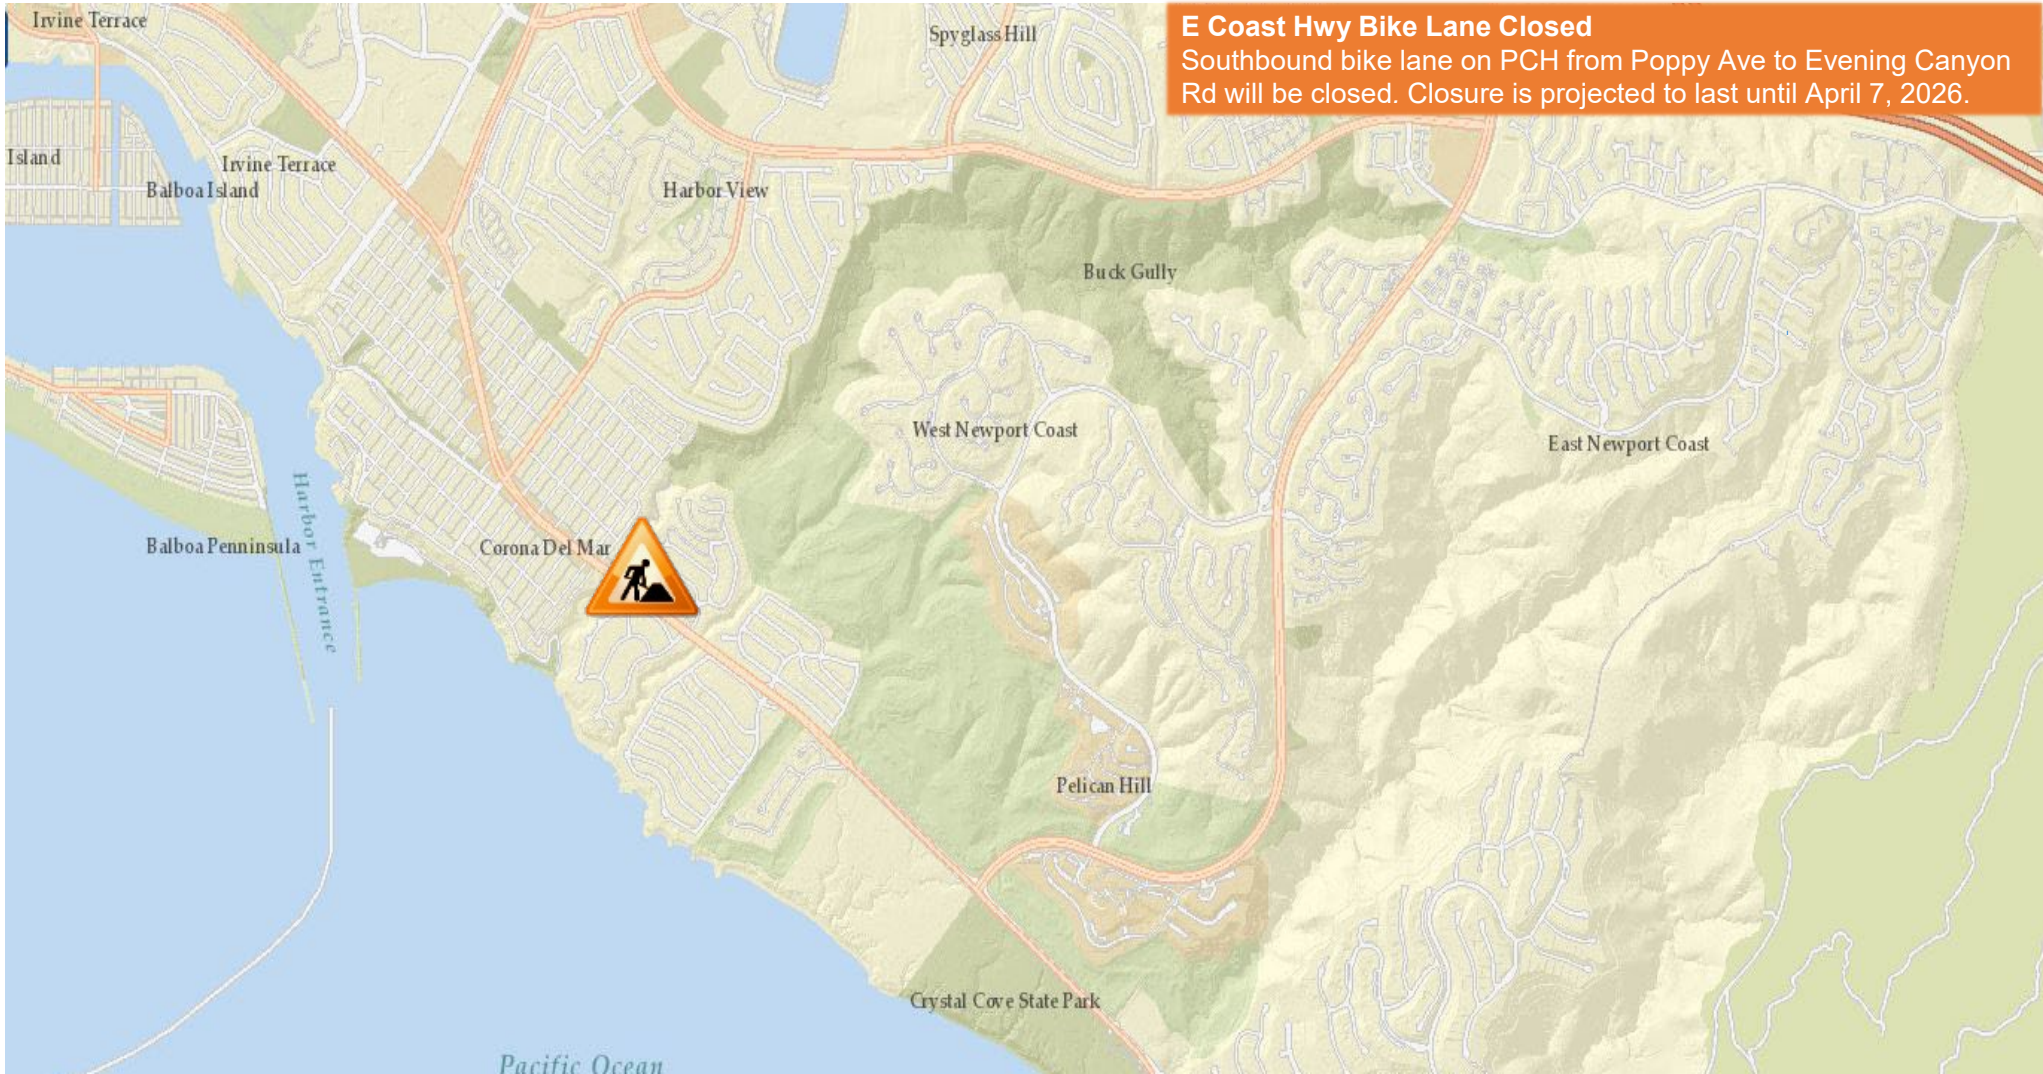 Irvine Terrace
Spyglass Hill
E Coast Hwy Bike Lane Closed
Southbound bike lane on PCH from Poppy Ave to Evening Canyon
Rd will be closed. Closure is projected to last until April 7, 2026.
Island
Irvine Terrace
Balboa Island
Harbor View
Buck Gully
West Newport Coast
East Newport Coast
Harbor Entrance
Balboa Penninsula
Corona Del Mar
Pelican Hill
Crystal Cove State Park
Pacific Ocean